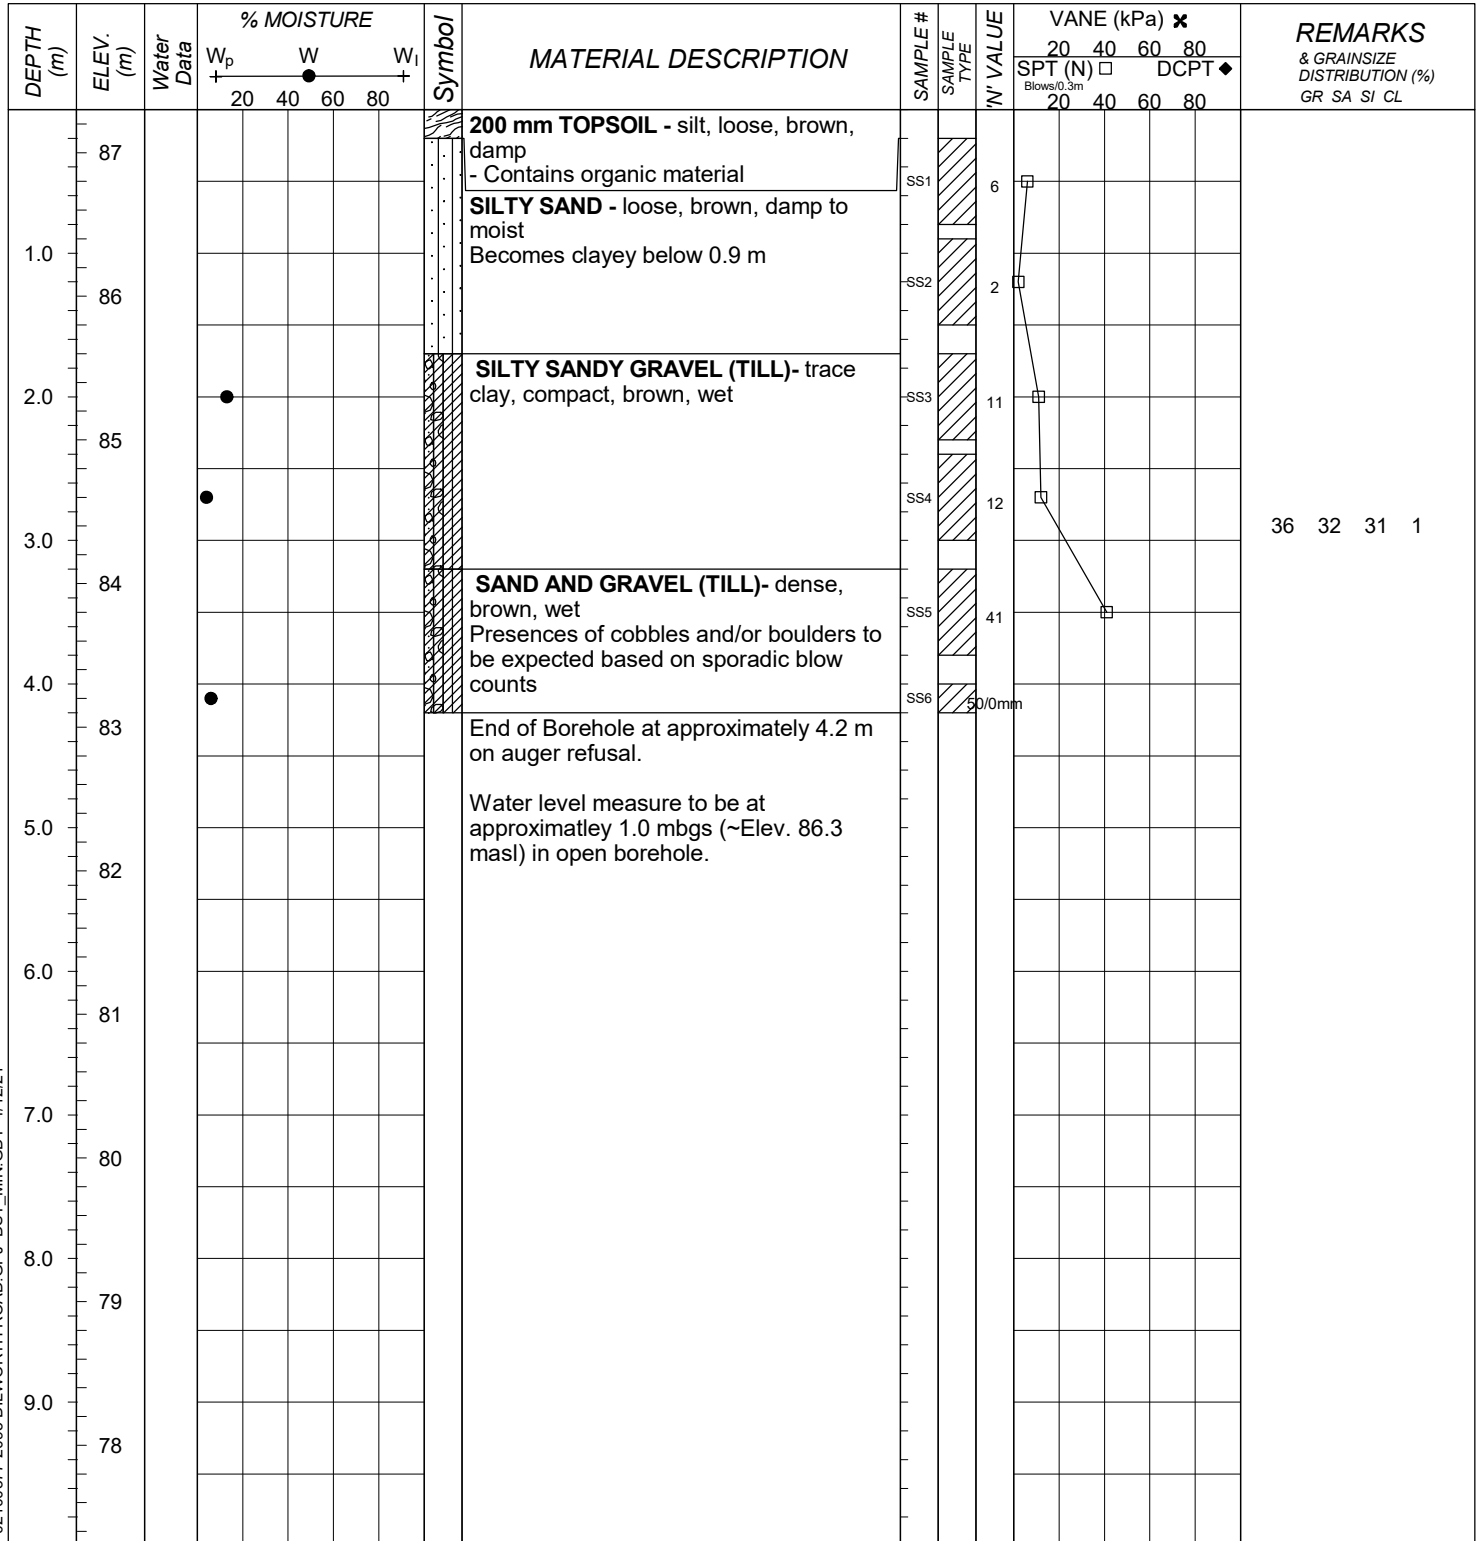 DEPTH (m)
ELEV. (m)
Water Data
% MOISTURE
Wp W Wl
20 40 60 80
Symbol
MATERIAL DESCRIPTION
SAMPLE #
SAMPLE TYPE
'N' VALUE
VANE (kPa) ✖
20 40 60 80
SPT (N) □ DCPT ◆
Blows/0.3m
20 40 60 80
REMARKS
& GRAINSIZE
DISTRIBUTION (%)
GR SA SI CL
200 mm TOPSOIL - silt, loose, brown,
damp
- Contains organic material
87
SS1 6
SILTY SAND - loose, brown, damp to
moist
Becomes clayey below 0.9 m
1.0
86
SS2 2
SILTY SANDY GRAVEL (TILL)- trace
clay, compact, brown, wet
2.0
SS3 11
85
SS4 12
36 32 31 1
3.0
84
SAND AND GRAVEL (TILL)- dense,
brown, wet
Presences of cobbles and/or boulders to
be expected based on sporadic blow
counts
SS5 41
4.0
SS6 50/0mm
83
End of Borehole at approximately 4.2 m
on auger refusal.
Water level measure to be at
approximatley 1.0 mbgs (~Elev. 86.3
masl) in open borehole.
5.0
82
6.0
81
7.0
80
8.0
79
9.0
78